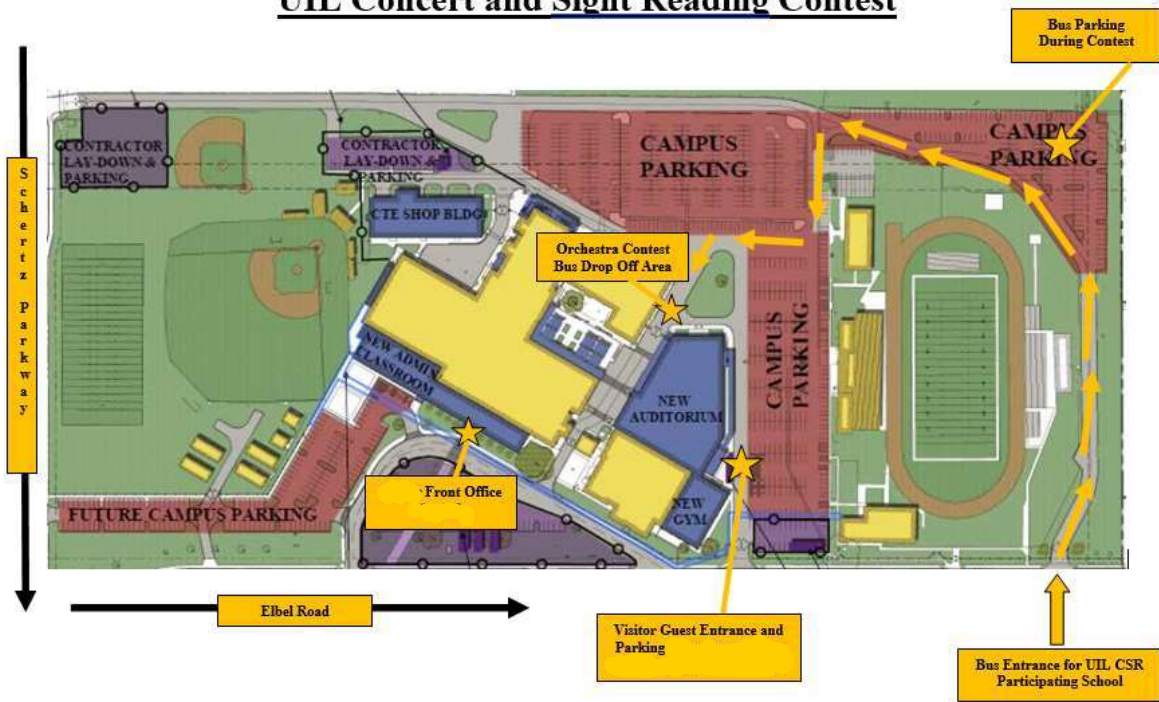 UIL Concert and Sight Reading Contest
Bus Parking
During Contest
Schertz Parkway
CONTRACTOR
LAY-DOWN &
PARKING
CONTRACTOR
LAY-DOWN &
PARKING
CTE SHOP BLDG
CAMPUS
PARKING
CAMPUS
PARKING
Orchestra Contest
Bus Drop Off Area
NEW ADMIN
CLASSROOM
NEW
AUDITORIUM
CAMPUS
PARKING
Front Office
NEW
GYM
FUTURE CAMPUS PARKING
Elbel Road
Visitor Guest Entrance and
Parking
Bus Entrance for UIL CSR
Participating School